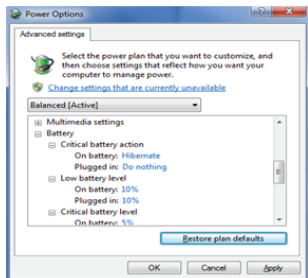 Power Options
Advanced settings
Select the power plan that you want to customize, and
then choose settings that reflect how you want your
computer to manage power.
Change settings that are currently unavailable
Balanced [Active]
Multimedia settings
Battery
Critical battery action
On battery: Hibernate
Plugged in: Do nothing
Low battery level
On battery: 10%
Plugged in: 10%
Critical battery level
On battery: 5%
Restore plan defaults
OK Cancel Apply